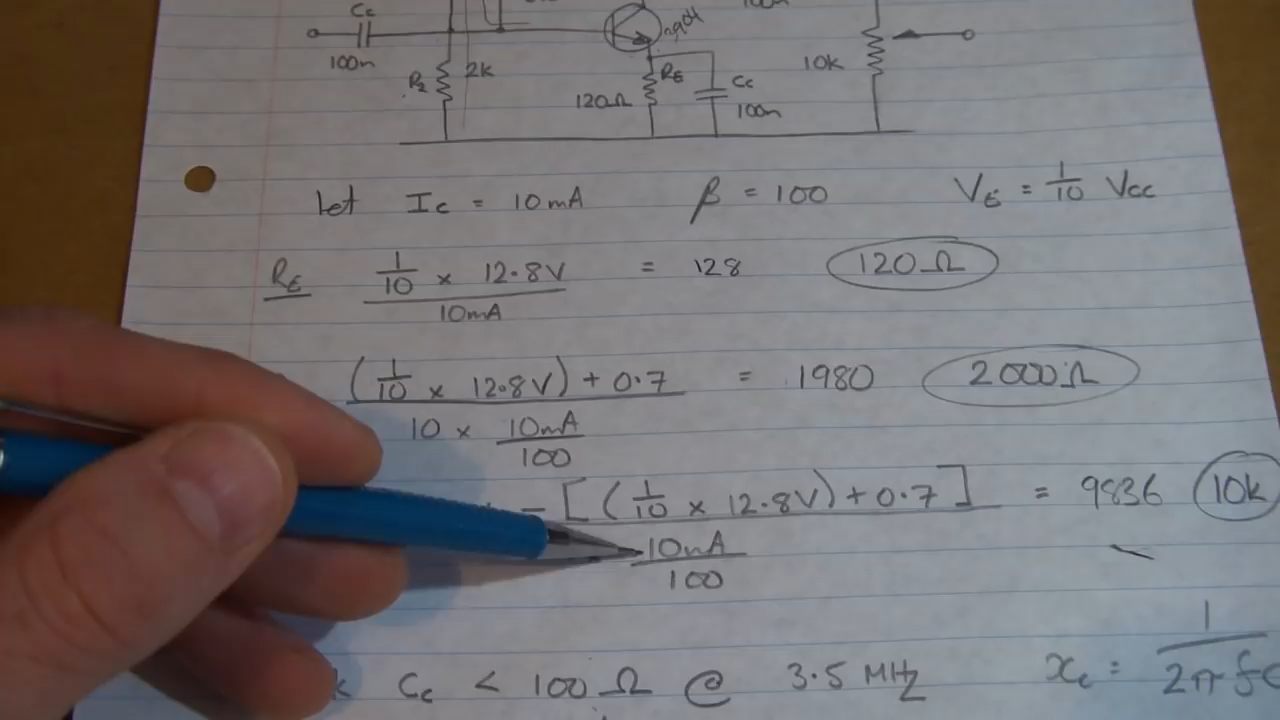 Cc
100n
R2 2K
120Ω
RE
Cc
100n
10k
Let Ic = 10mA β = 100 VE = 1/10 Vcc
RE 1/10 × 12.8V = 128 120Ω
10mA
(1/10 × 12.8V) + 0.7 = 1980 2000Ω
10 × 10mA
100
- [(1/10 × 12.8V) + 0.7] = 9836 10k
10mA
100
Cc < 100Ω @ 3.5 MHz xc = 1
2π fc